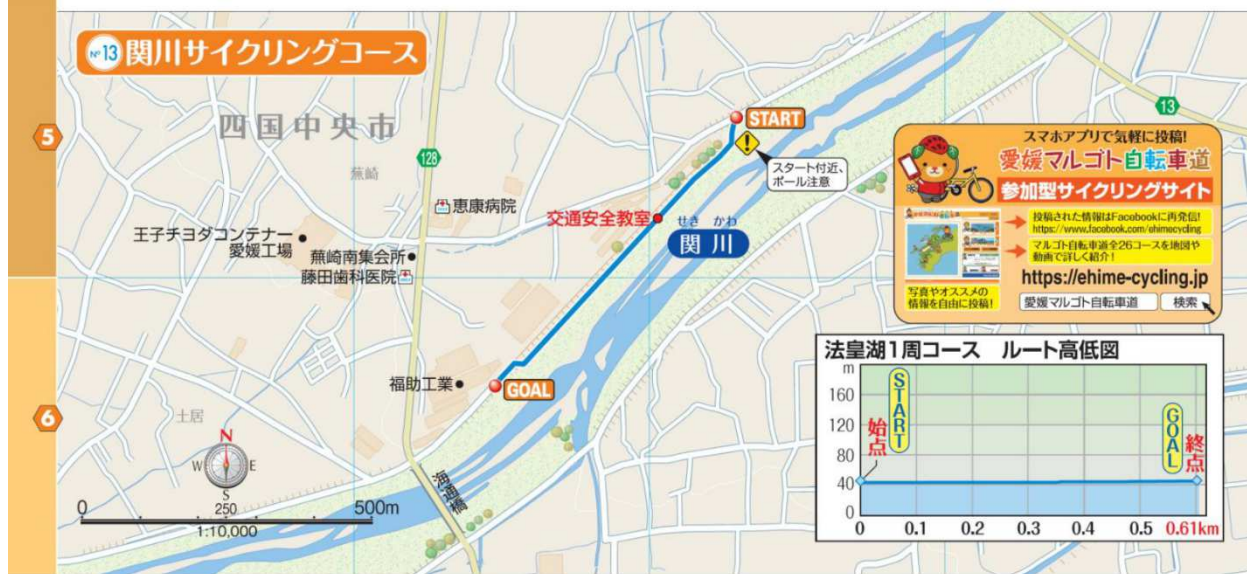 №13 関川サイクリングコース
5
6
四国中央市
蕪崎
128
13
START
スタート付近、
ポール注意
恵康病院
交通安全教室
せき かわ
関川
王子チヨダコンテナー
愛媛工場
蕪崎南集会所
藤田歯科医院
福助工業
GOAL
土居
海通橋
N
W E
S
0 250 500m
1:10,000
スマホアプリで気軽に投稿!
愛媛マルゴト自転車道
参加型サイクリングサイト
投稿された情報はFacebookに再発信!
https://www.facebook.com/ehimecycling
マルゴト自転車道全26コースを地図や
動画で詳しく紹介!
写真やオススメの
情報を自由に投稿!
https://ehime-cycling.jp
愛媛マルゴト自転車道 検索
法皇湖1周コース ルート高低図
m
160
120
80
40
0
START
始点
GOAL
終点
0 0.1 0.2 0.3 0.4 0.5 0.61km